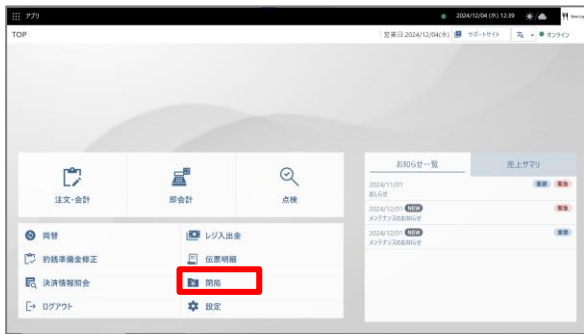 アプリ
2024/12/04 (水) 12:39
TOP
営業日:2024/12/04(水)
サポートサイト
オンライン
注文・会計
即会計
点検
お知らせ一覧
売上サマリ
2024/11/01
重要
緊急
おしらせ
2024/12/01 NEW
緊急
メンテナンスのお知らせ
2024/12/01 NEW
重要
メンテナンスのお知らせ
両替
レジ入出金
釣銭準備金修正
伝票明細
決済情報照会
閉局
ログアウト
設定